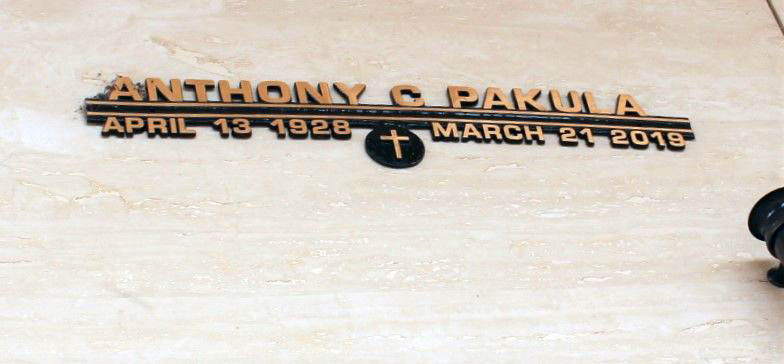 ANTHONY C PAKULA
APRIL 13 1928 MARCH 21 2019